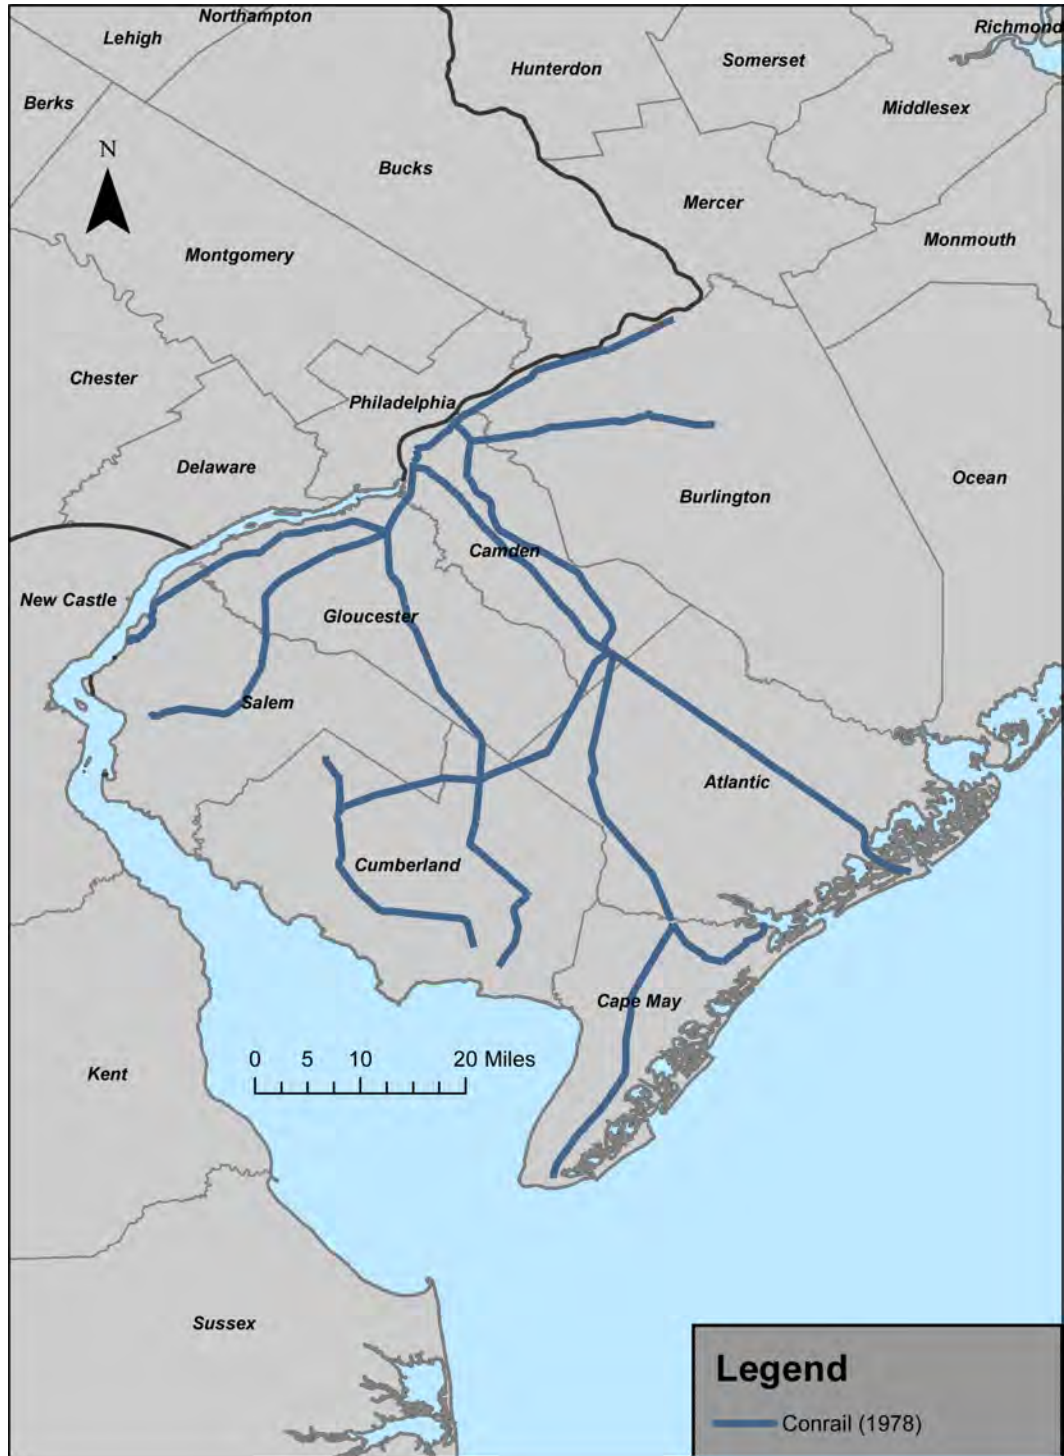 Northampton
Richmond
Lehigh
Hunterdon
Somerset
Berks
Middlesex
N
Bucks
Mercer
Montgomery
Monmouth
Chester
Philadelphia
Delaware
Ocean
Burlington
Camden
New Castle
Gloucester
Salem
Atlantic
Cumberland
Cape May
0 5 10 20 Miles
Kent
Sussex
Legend
Conrail (1978)